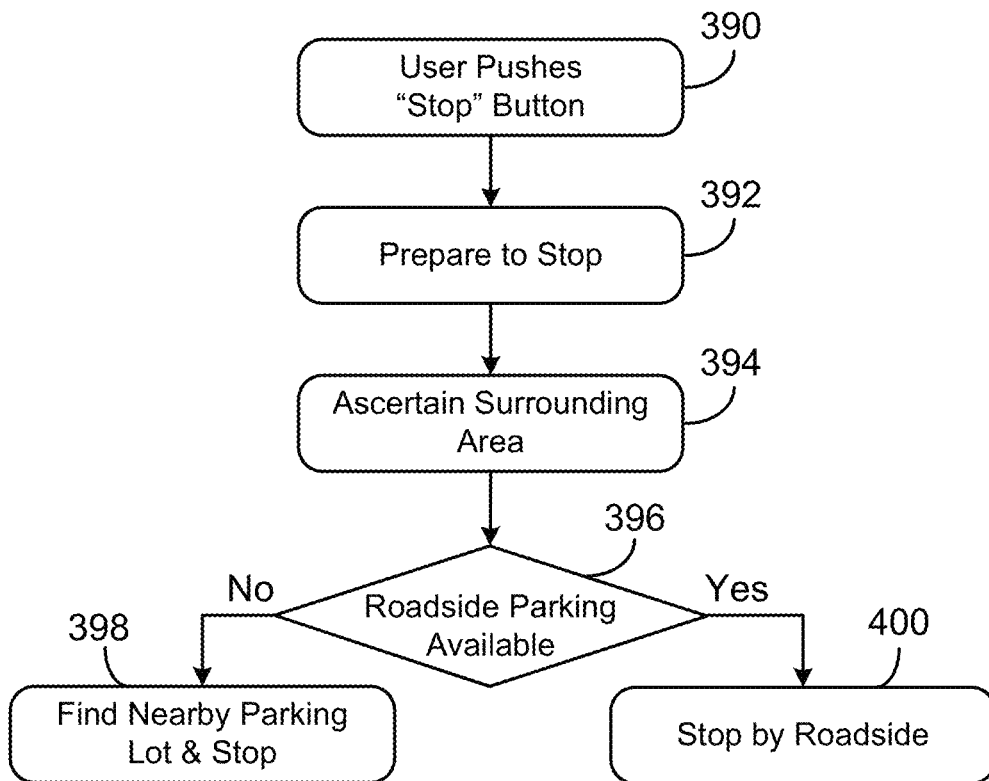 390
User Pushes
“Stop” Button
392
Prepare to Stop
394
Ascertain Surrounding
Area
396
No
Roadside Parking
Available
Yes
398
Find Nearby Parking
Lot & Stop
400
Stop by Roadside